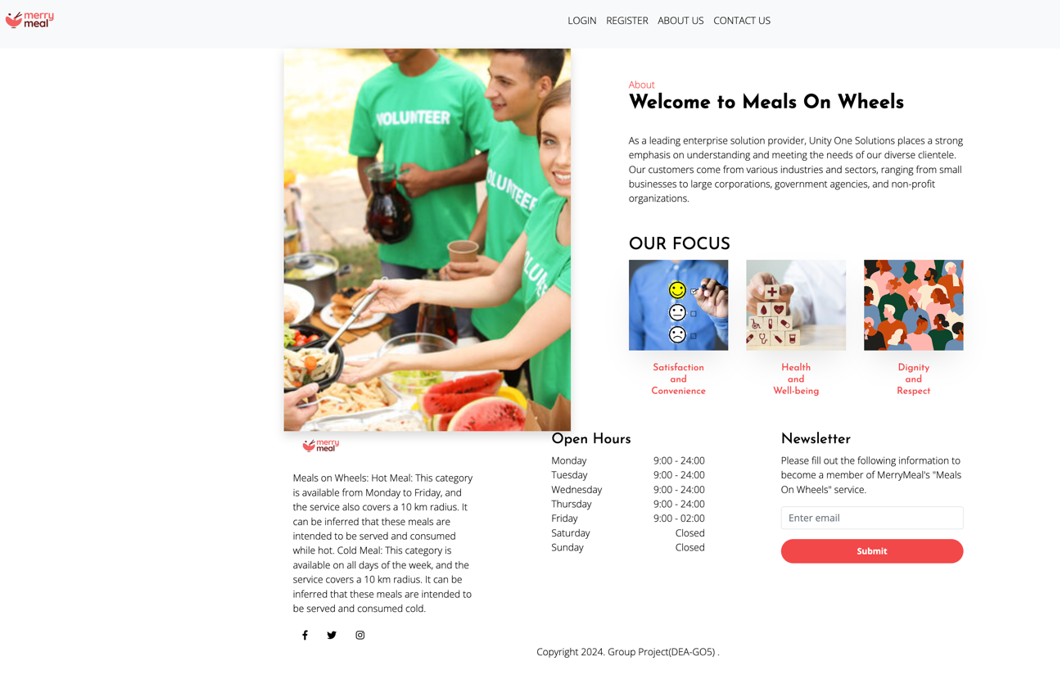 merry
meal
LOGIN REGISTER ABOUT US CONTACT US
VOLUNTEER
VOLUNTEER
VOLUN
About
Welcome to Meals On Wheels
As a leading enterprise solution provider, Unity One Solutions places a strong
emphasis on understanding and meeting the needs of our diverse clientele.
Our customers come from various industries and sectors, ranging from small
businesses to large corporations, government agencies, and non-profit
organizations.
OUR FOCUS
Satisfaction
and
Convenience
Health
and
Well-being
Dignity
and
Respect
merry
meal
Meals on Wheels: Hot Meal: This category
is available from Monday to Friday, and
the service also covers a 10 km radius. It
can be inferred that these meals are
intended to be served and consumed
while hot. Cold Meal: This category is
available on all days of the week, and the
service covers a 10 km radius. It can be
inferred that these meals are intended to
be served and consumed cold.
Open Hours
Monday 9:00 - 24:00
Tuesday 9:00 - 24:00
Wednesday 9:00 - 24:00
Thursday 9:00 - 24:00
Friday 9:00 - 02:00
Saturday Closed
Sunday Closed
Newsletter
Please fill out the following information to
become a member of MerryMeal's "Meals
On Wheels" service.
Enter email
Submit
Copyright 2024. Group Project(DEA-GO5) .